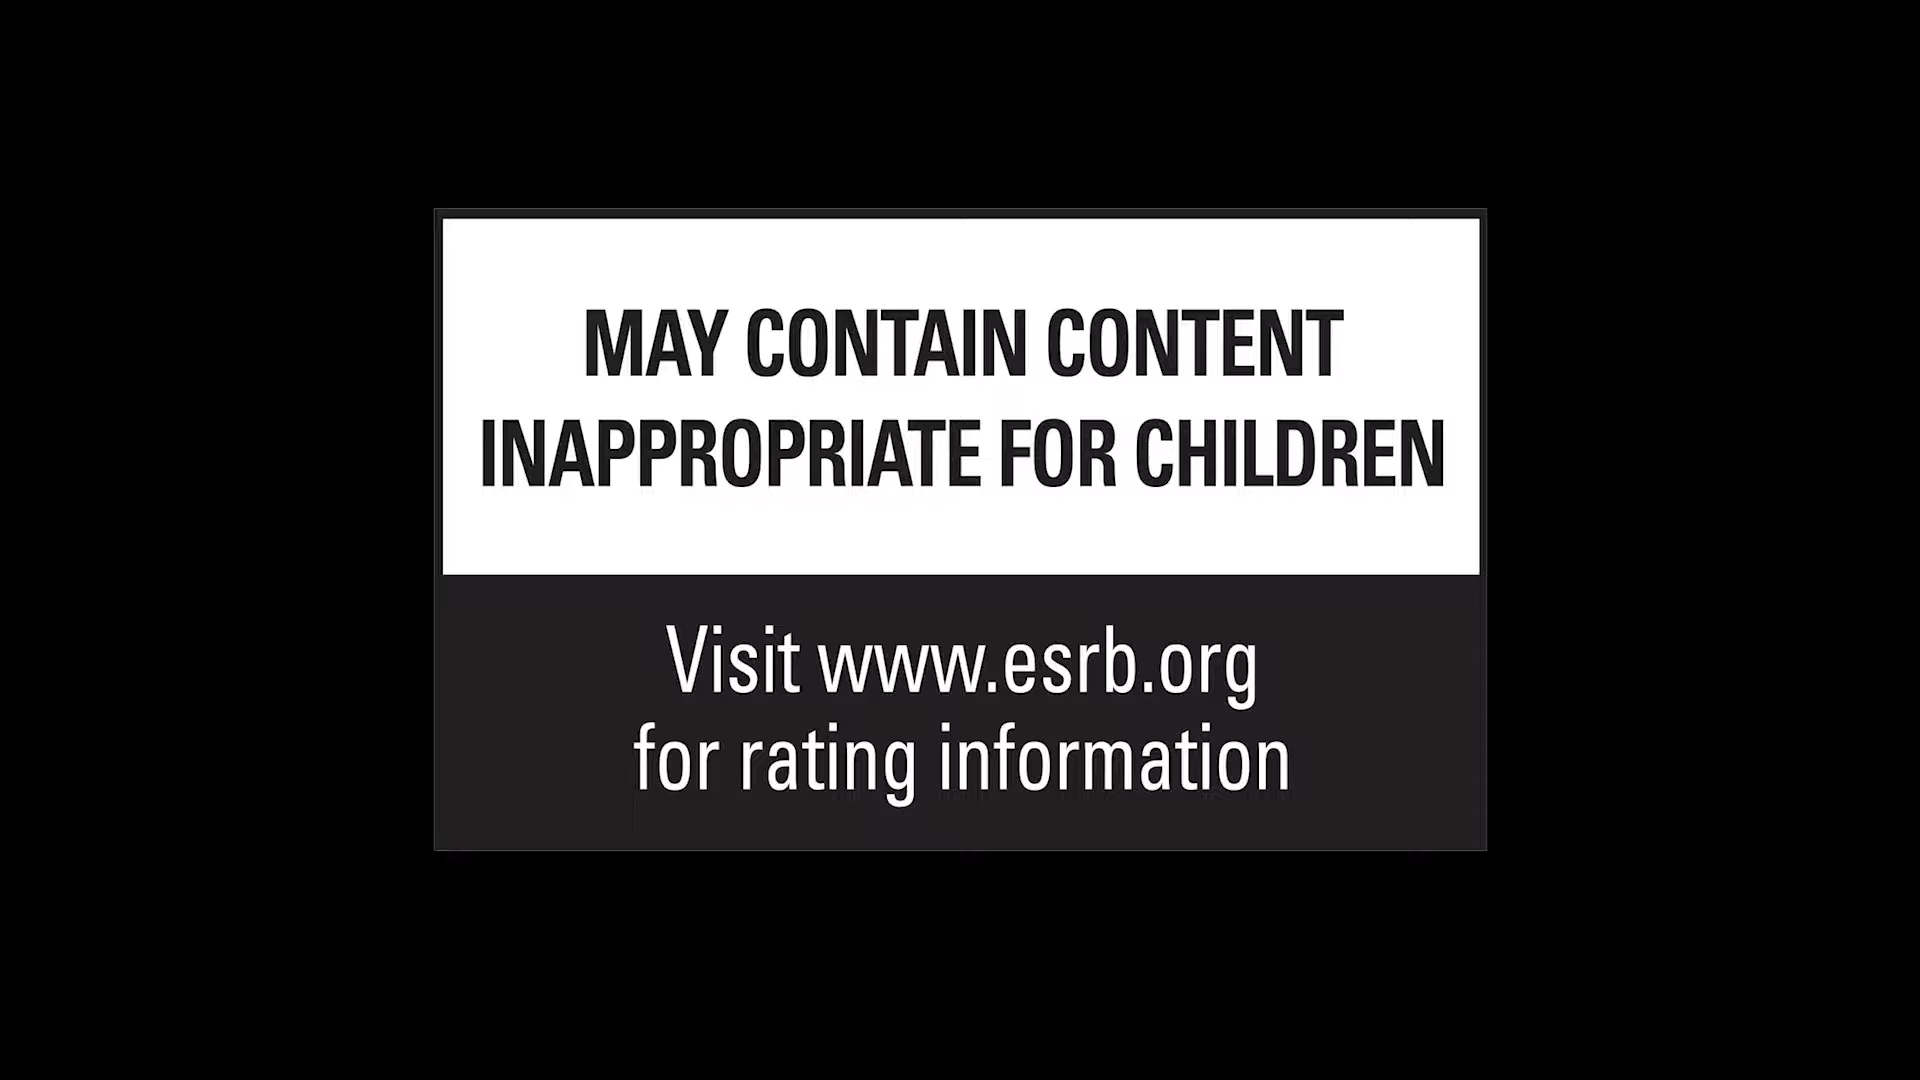 MAY CONTAIN CONTENT
INAPPROPRIATE FOR CHILDREN
Visit www.esrb.org
for rating information